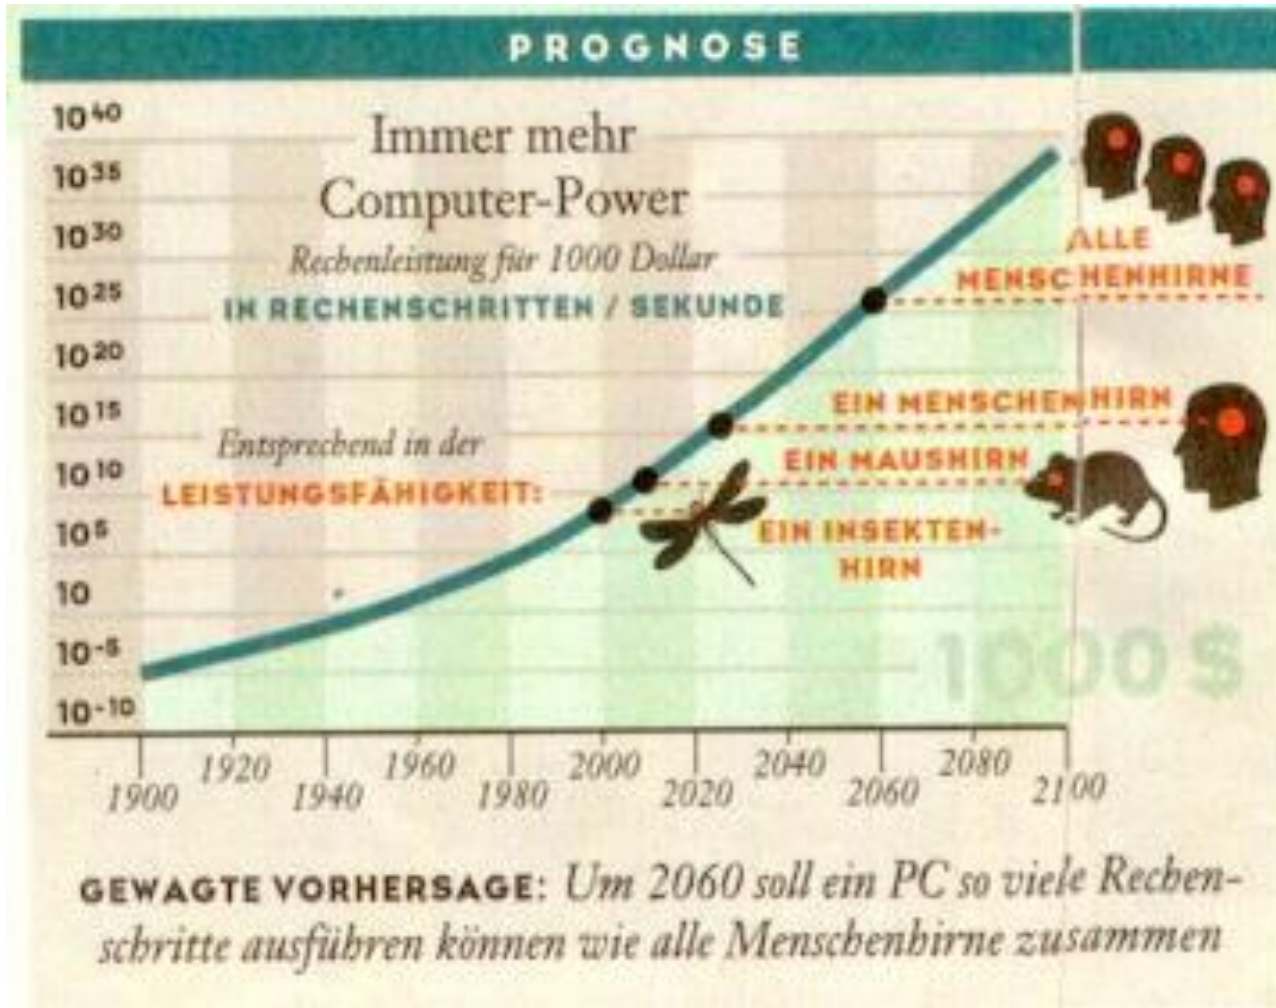 PROGNOSE
10⁴⁰
10³⁵
10³⁰
10²⁵
10²⁰
10¹⁵
10¹⁰
10⁵
10
10⁻⁵
10⁻¹⁰
Immer mehr
Computer-Power
Rechenleistung für 1000 Dollar
IN RECHENSCHRITTEN / SEKUNDE
Entsprechend in der
LEISTUNGSFÄHIGKEIT:
ALLE
MENSCHENHIRNE
EIN MENSCHENHIRN
EIN MAUSHIRN
EIN INSEKTEN-
HIRN
1000 $
1900 1920 1940 1960 1980 2000 2020 2040 2060 2080 2100
GEWAGTE VORHERSAGE: Um 2060 soll ein PC so viele Rechen-
schritte ausführen können wie alle Menschenhirne zusammen